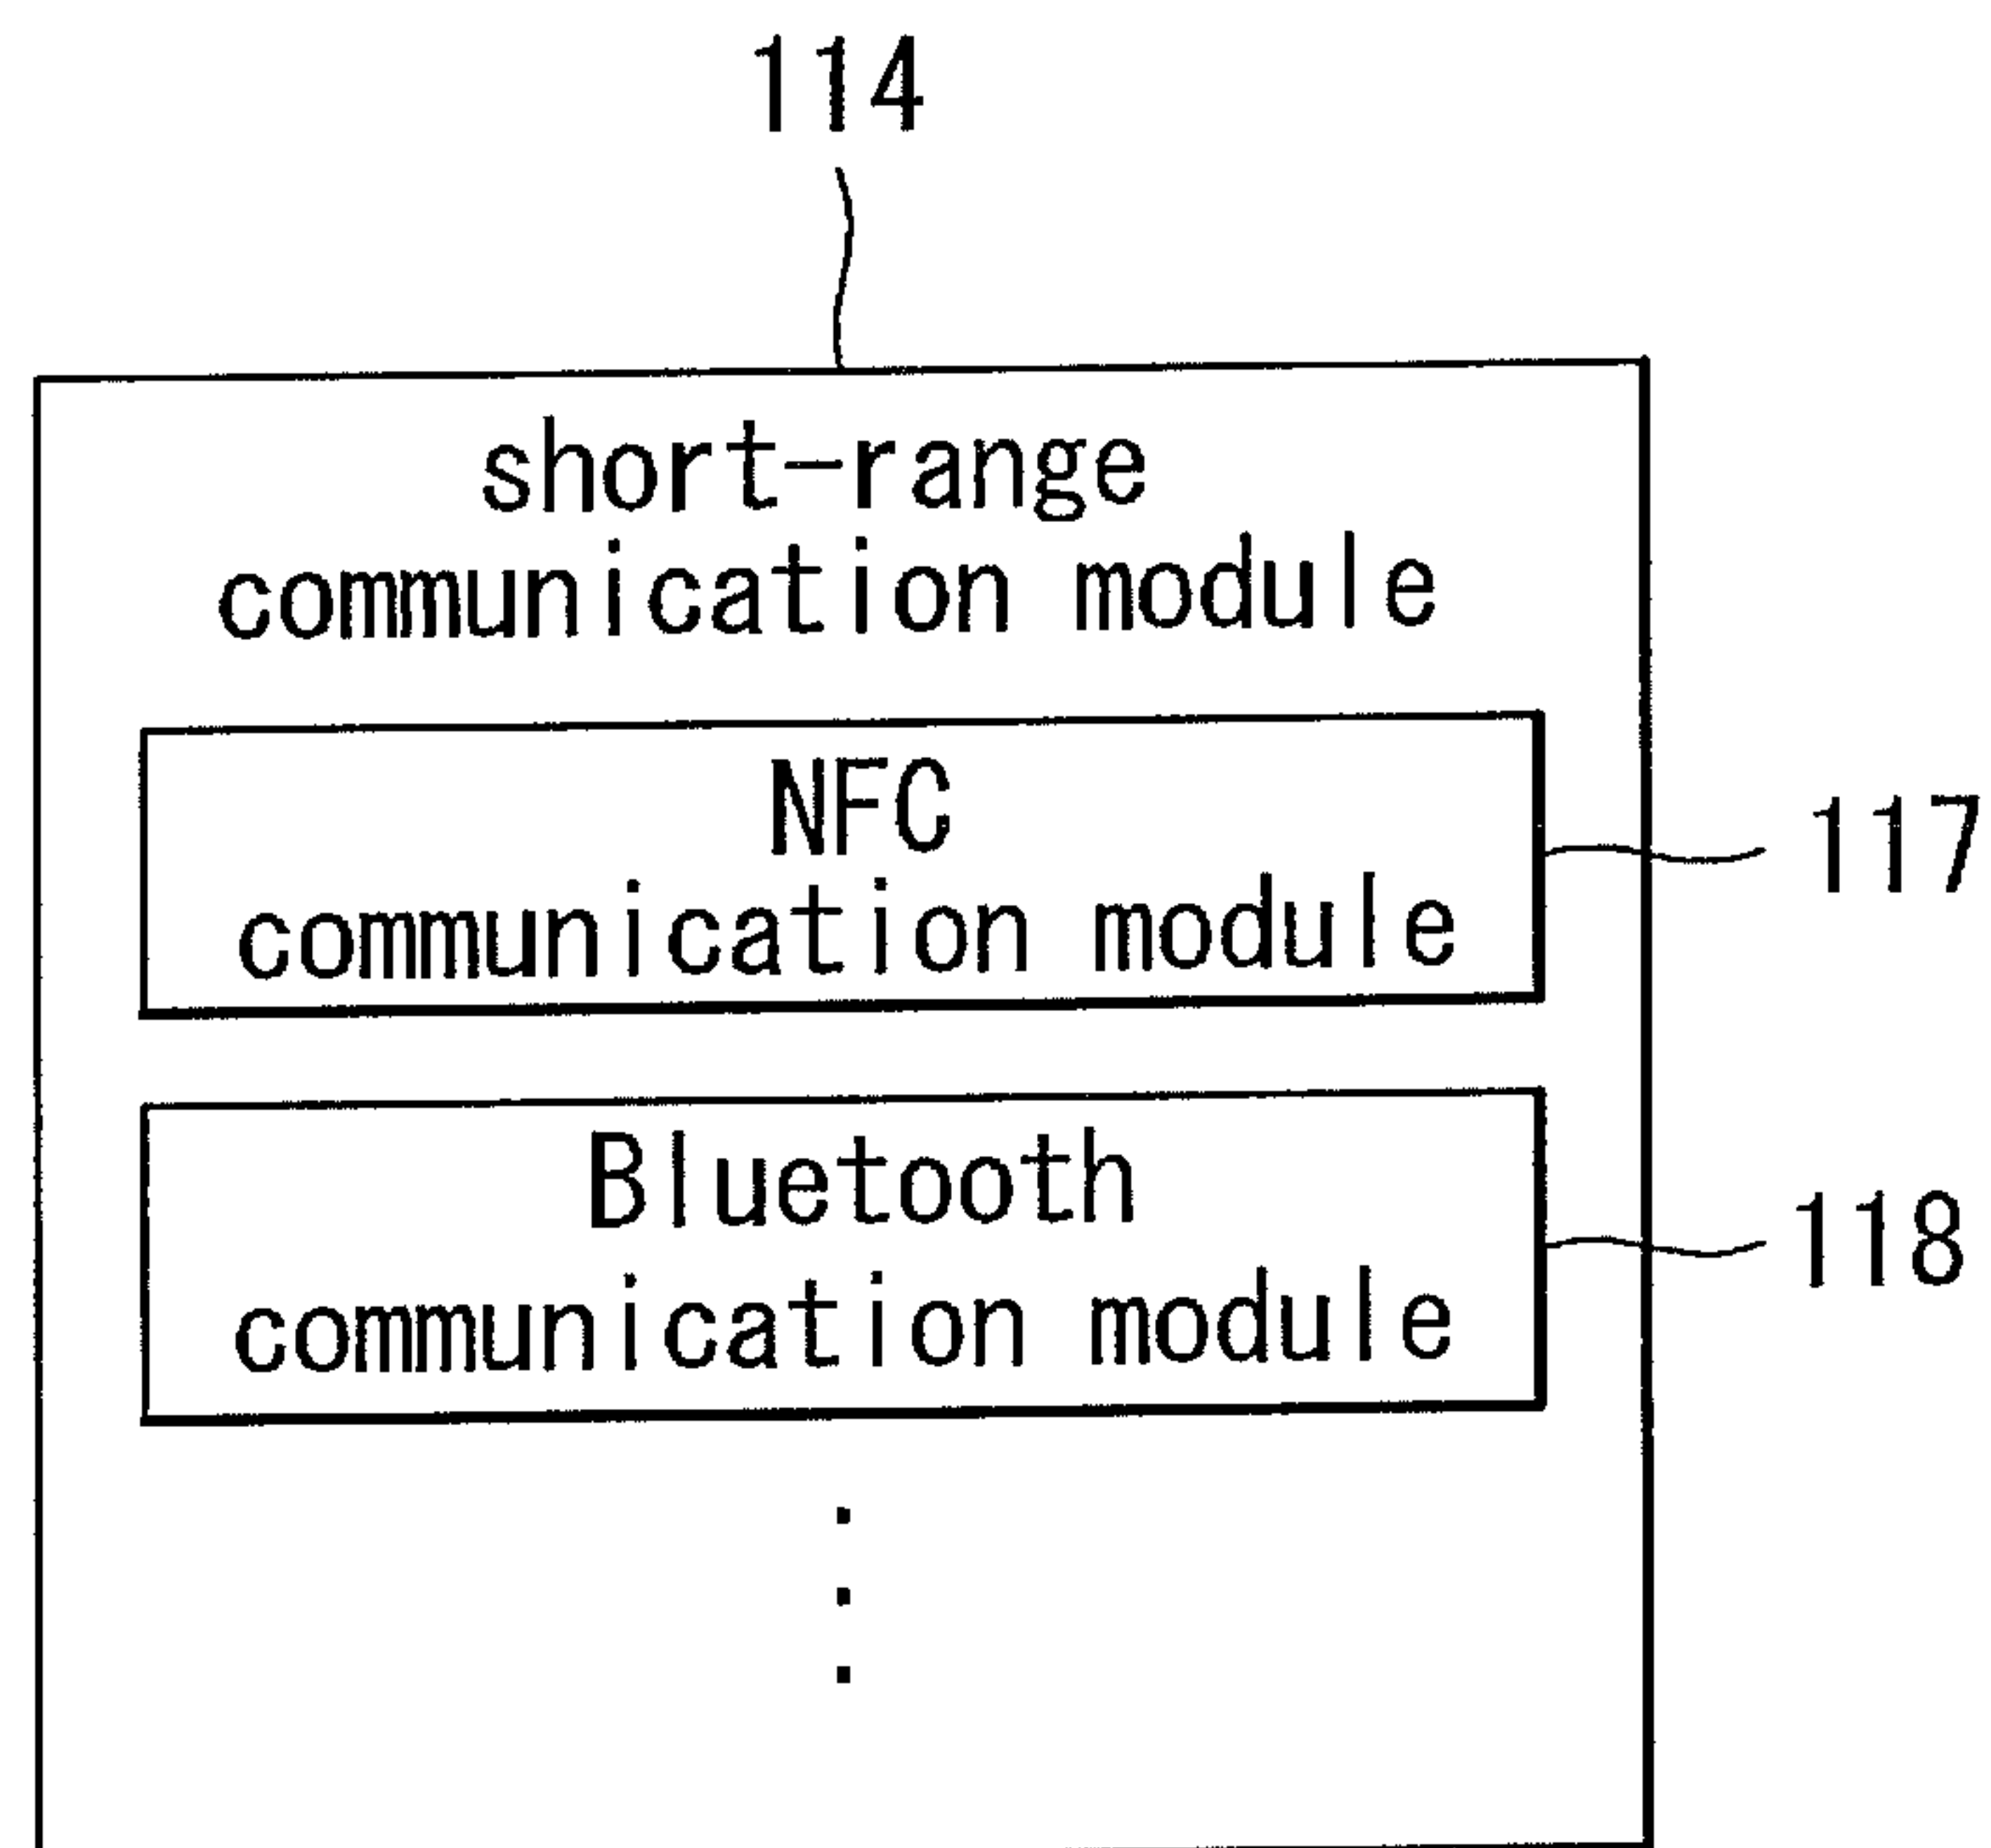 114
short-range
communication module
NFC
communication module
117
Bluetooth
communication module
118